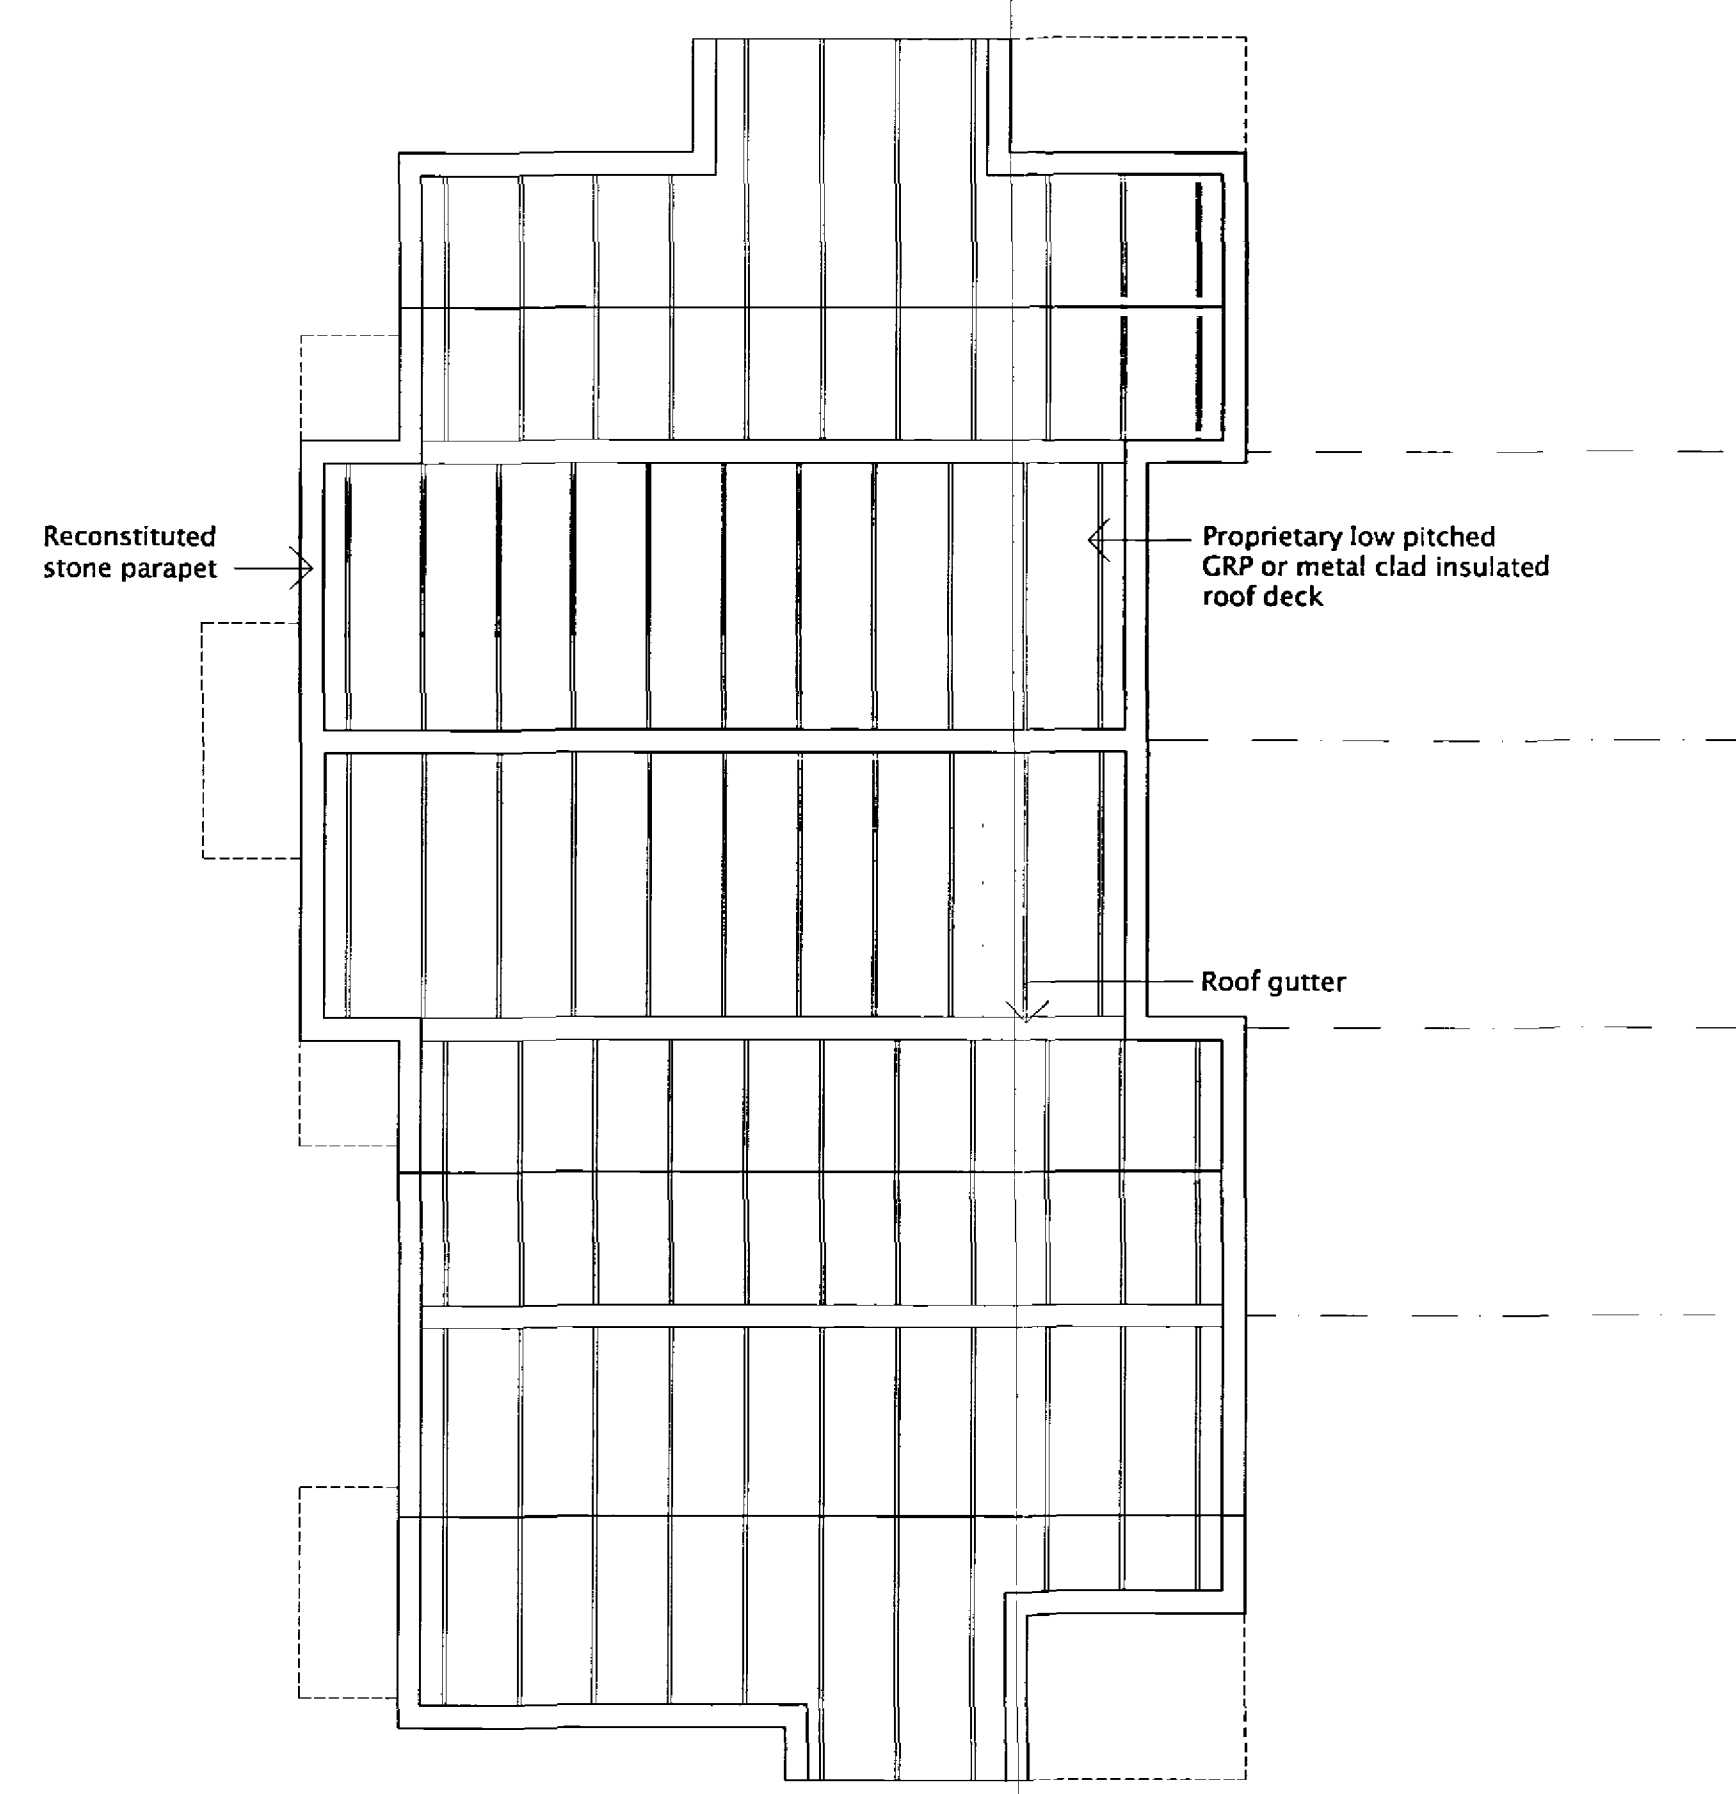 Reconstituted
stone parapet
Proprietary low pitched
GRP or metal clad insulated
roof deck
Roof gutter